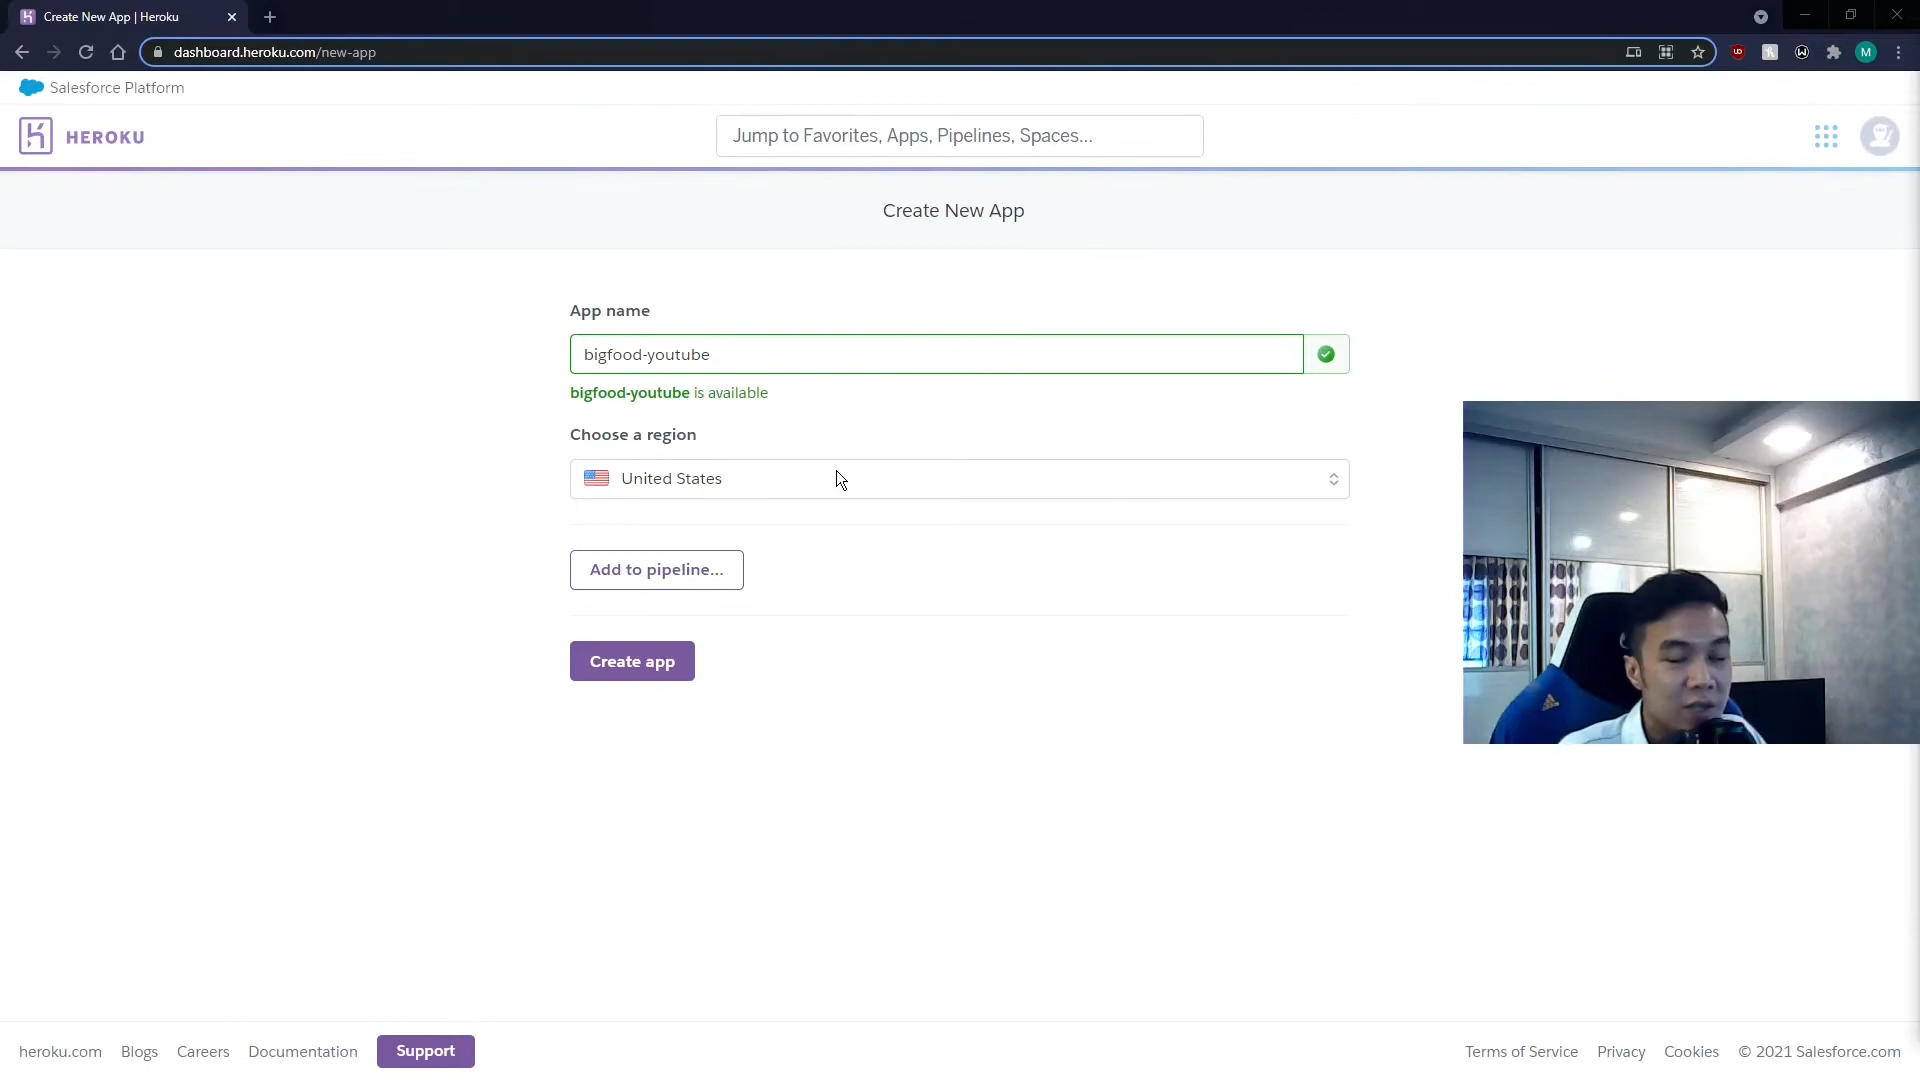 Create New App | Heroku
dashboard.heroku.com/new-app
M
Salesforce Platform
HEROKU
Jump to Favorites, Apps, Pipelines, Spaces...
Create New App
App name
bigfood-youtube
bigfood-youtube is available
Choose a region
United States
Add to pipeline...
Create app
heroku.com Blogs Careers Documentation Support Terms of Service Privacy Cookies © 2021 Salesforce.com